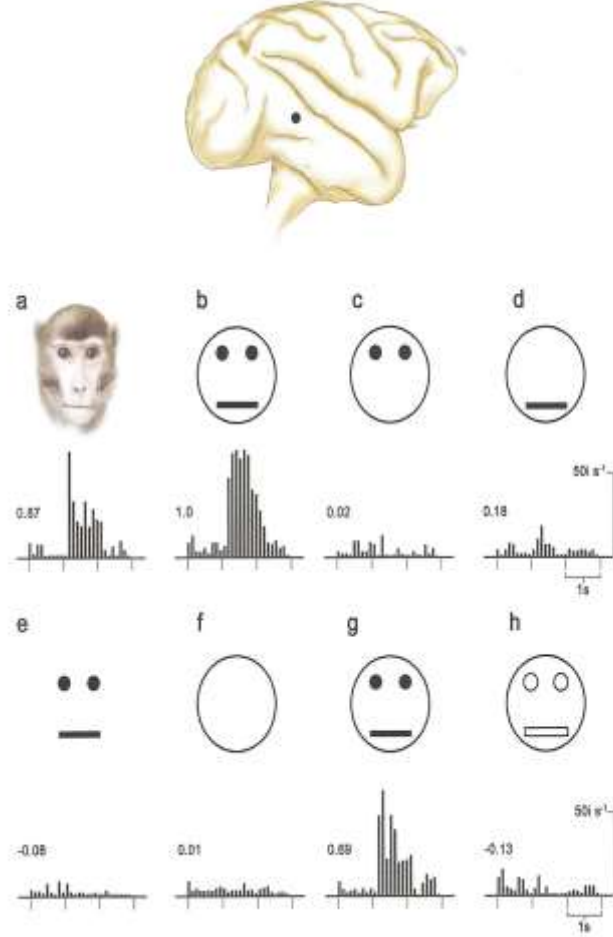 a b c d
0.87 1.0 0.02 0.18 50i s⁻¹
1s
e f g h
-0.08 0.01 0.69 -0.13 50i s⁻¹
1s